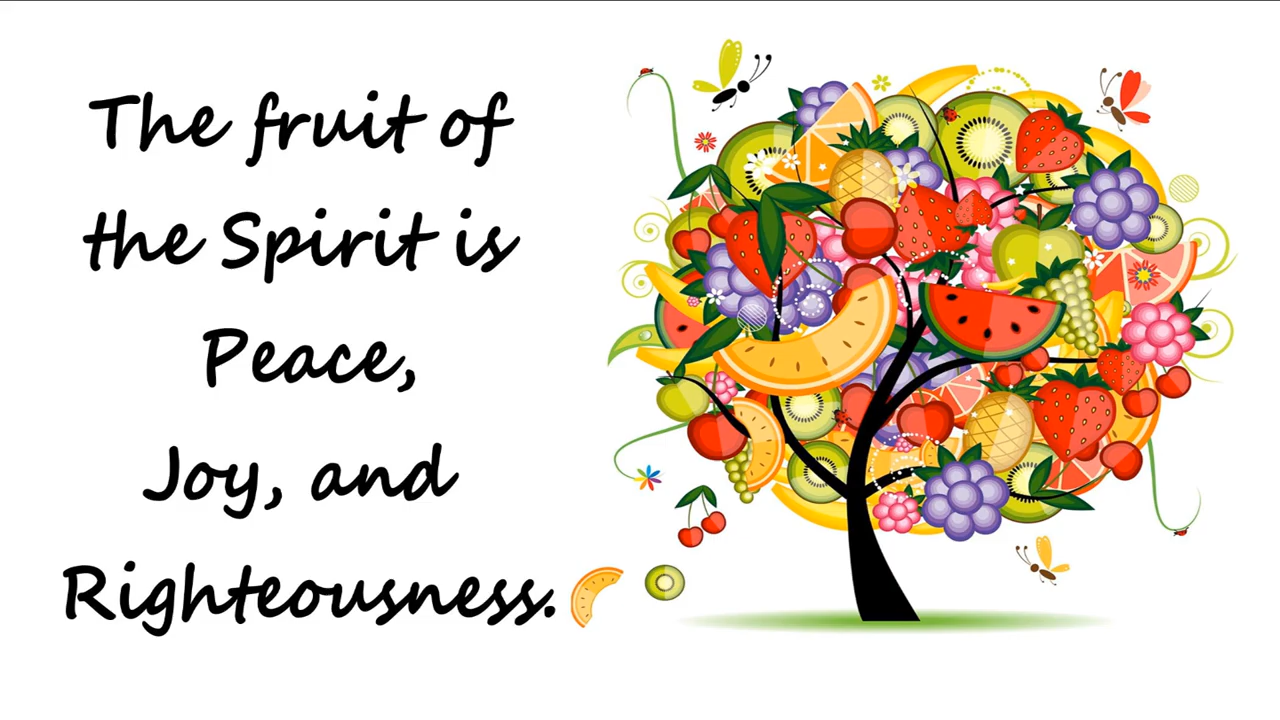 The fruit of
the Spirit is
Peace,
Joy, and
Righteousness.